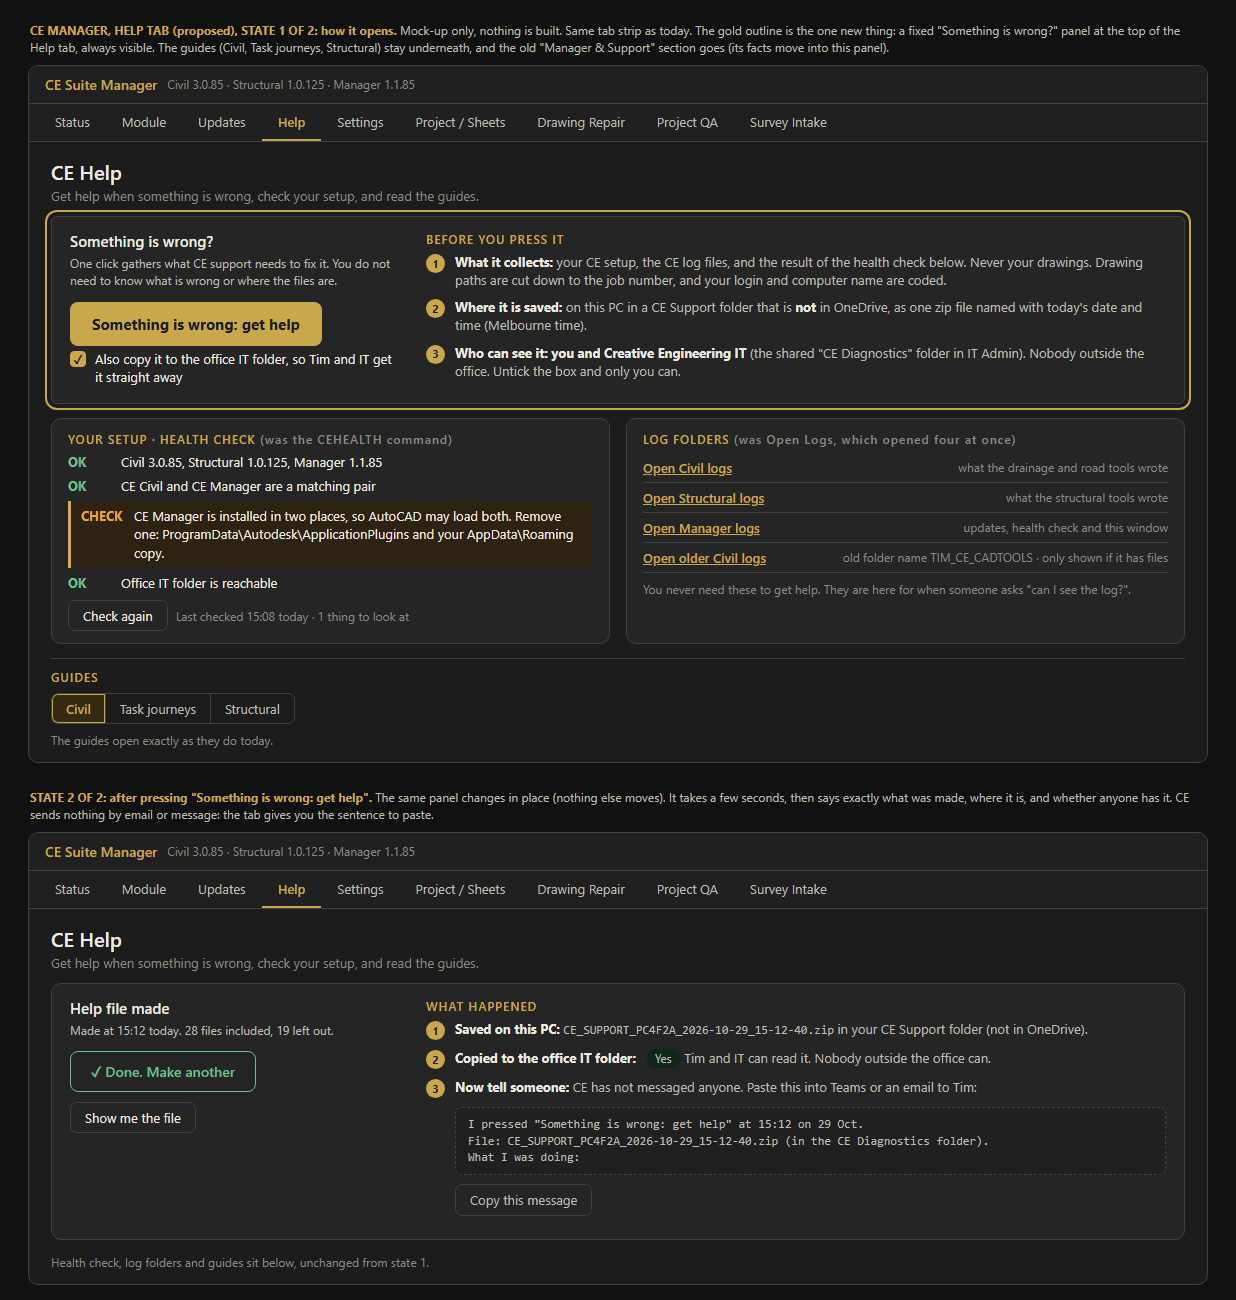 CE MANAGER, HELP TAB (proposed), STATE 1 OF 2: how it opens. Mock-up only, nothing is built. Same tab strip as today. The gold outline is the one new thing: a fixed "Something is wrong?" panel at the top of the
Help tab, always visible. The guides (Civil, Task journeys, Structural) stay underneath, and the old "Manager & Support" section goes (its facts move into this panel).
CE Suite Manager Civil 3.0.85 · Structural 1.0.125 · Manager 1.1.85
Status Module Updates Help Settings Project / Sheets Drawing Repair Project QA Survey Intake
CE Help
Get help when something is wrong, check your setup, and read the guides.
Something is wrong?
One click gathers what CE support needs to fix it. You do not
need to know what is wrong or where the files are.
Something is wrong: get help
✓ Also copy it to the office IT folder, so Tim and IT get
it straight away
BEFORE YOU PRESS IT
1 What it collects: your CE setup, the CE log files, and the result of the health check below. Never your drawings. Drawing
paths are cut down to the job number, and your login and computer name are coded.
2 Where it is saved: on this PC in a CE Support folder that is not in OneDrive, as one zip file named with today's date and
time (Melbourne time).
3 Who can see it: you and Creative Engineering IT (the shared "CE Diagnostics" folder in IT Admin). Nobody outside the
office. Untick the box and only you can.
YOUR SETUP · HEALTH CHECK (was the CEHEALTH command)
OK Civil 3.0.85, Structural 1.0.125, Manager 1.1.85
OK CE Civil and CE Manager are a matching pair
CHECK CE Manager is installed in two places, so AutoCAD may load both. Remove
one: ProgramData\Autodesk\ApplicationPlugins and your AppData\Roaming
copy.
OK Office IT folder is reachable
Check again Last checked 15:08 today · 1 thing to look at
LOG FOLDERS (was Open Logs, which opened four at once)
Open Civil logs what the drainage and road tools wrote
Open Structural logs what the structural tools wrote
Open Manager logs updates, health check and this window
Open older Civil logs old folder name TIM_CE_CADTOOLS · only shown if it has files
You never need these to get help. They are here for when someone asks "can I see the log?".
GUIDES
Civil Task journeys Structural
The guides open exactly as they do today.
STATE 2 OF 2: after pressing "Something is wrong: get help". The same panel changes in place (nothing else moves). It takes a few seconds, then says exactly what was made, where it is, and whether anyone has it. CE
sends nothing by email or message: the tab gives you the sentence to paste.
CE Suite Manager Civil 3.0.85 · Structural 1.0.125 · Manager 1.1.85
Status Module Updates Help Settings Project / Sheets Drawing Repair Project QA Survey Intake
CE Help
Get help when something is wrong, check your setup, and read the guides.
Help file made
Made at 15:12 today. 28 files included, 19 left out.
✓ Done. Make another
Show me the file
WHAT HAPPENED
1 Saved on this PC: CE_SUPPORT_PC4F2A_2026-10-29_15-12-40.zip in your CE Support folder (not in OneDrive).
2 Copied to the office IT folder: Yes Tim and IT can read it. Nobody outside the office can.
3 Now tell someone: CE has not messaged anyone. Paste this into Teams or an email to Tim:
I pressed "Something is wrong: get help" at 15:12 on 29 Oct.
File: CE_SUPPORT_PC4F2A_2026-10-29_15-12-40.zip (in the CE Diagnostics folder).
What I was doing:
Copy this message
Health check, log folders and guides sit below, unchanged from state 1.